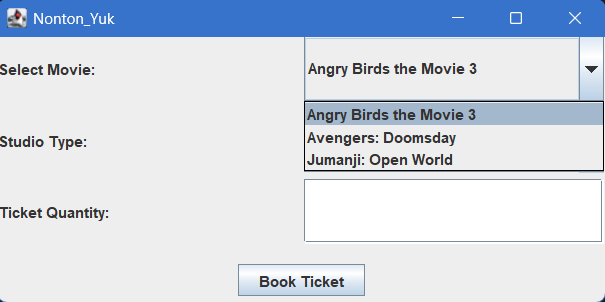 Nonton_Yuk
Select Movie:
Angry Birds the Movie 3
Angry Birds the Movie 3
Avengers: Doomsday
Jumanji: Open World
Studio Type:
Ticket Quantity:
Book Ticket